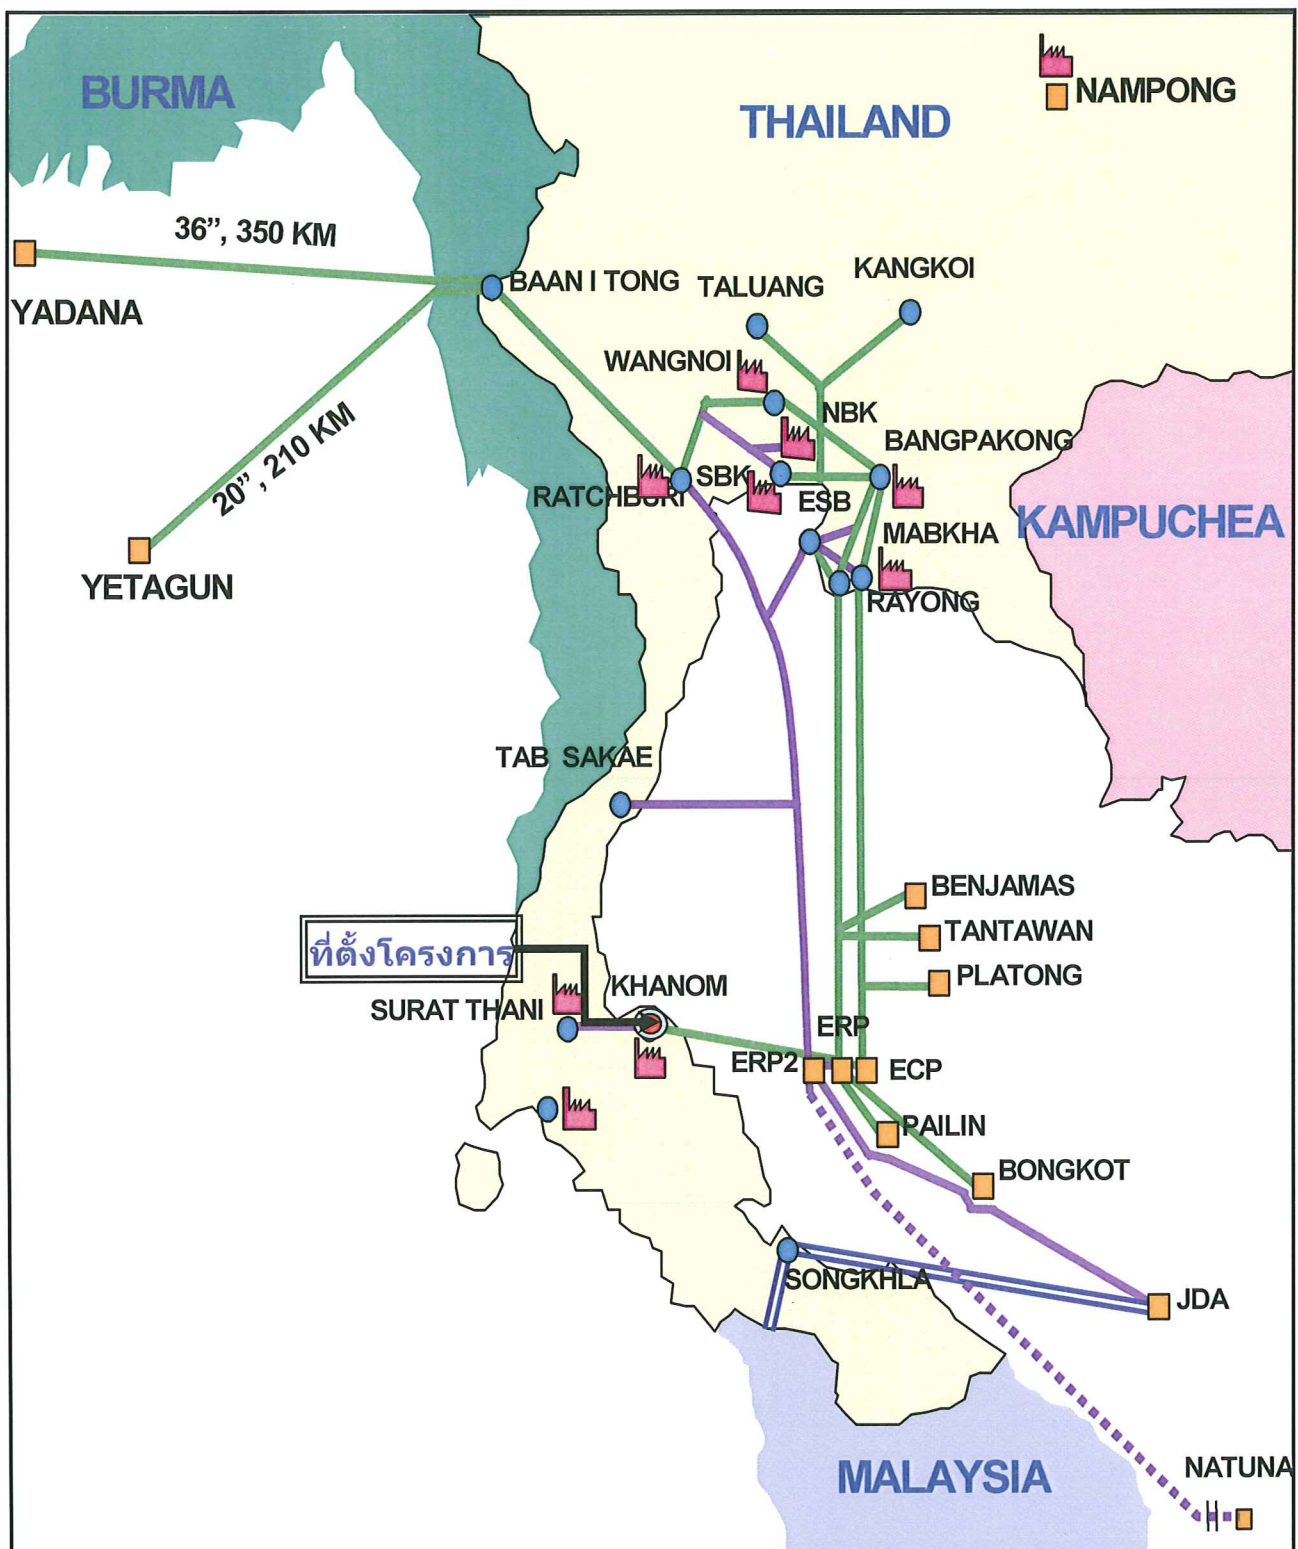 BURMA
THAILAND
NAMPONG
36”, 350 KM
BAAN I TONG
TALUANG
KANGKOI
YADANA
WANGNOI
NBK
BANGPAKONG
20”, 210 KM
SBK
RATCHBURI
ESB
KAMPUCHEA
MABKHA
YETAGUN
RAYONG
TAB SAKAE
BENJAMAS
TANTAWAN
ที่ตั้งโครงการ
PLATONG
KHANOM
SURAT THANI
ERP
ERP2
ECP
PAILIN
BONGKOT
SONGKHLA
JDA
MALAYSIA
NATUNA